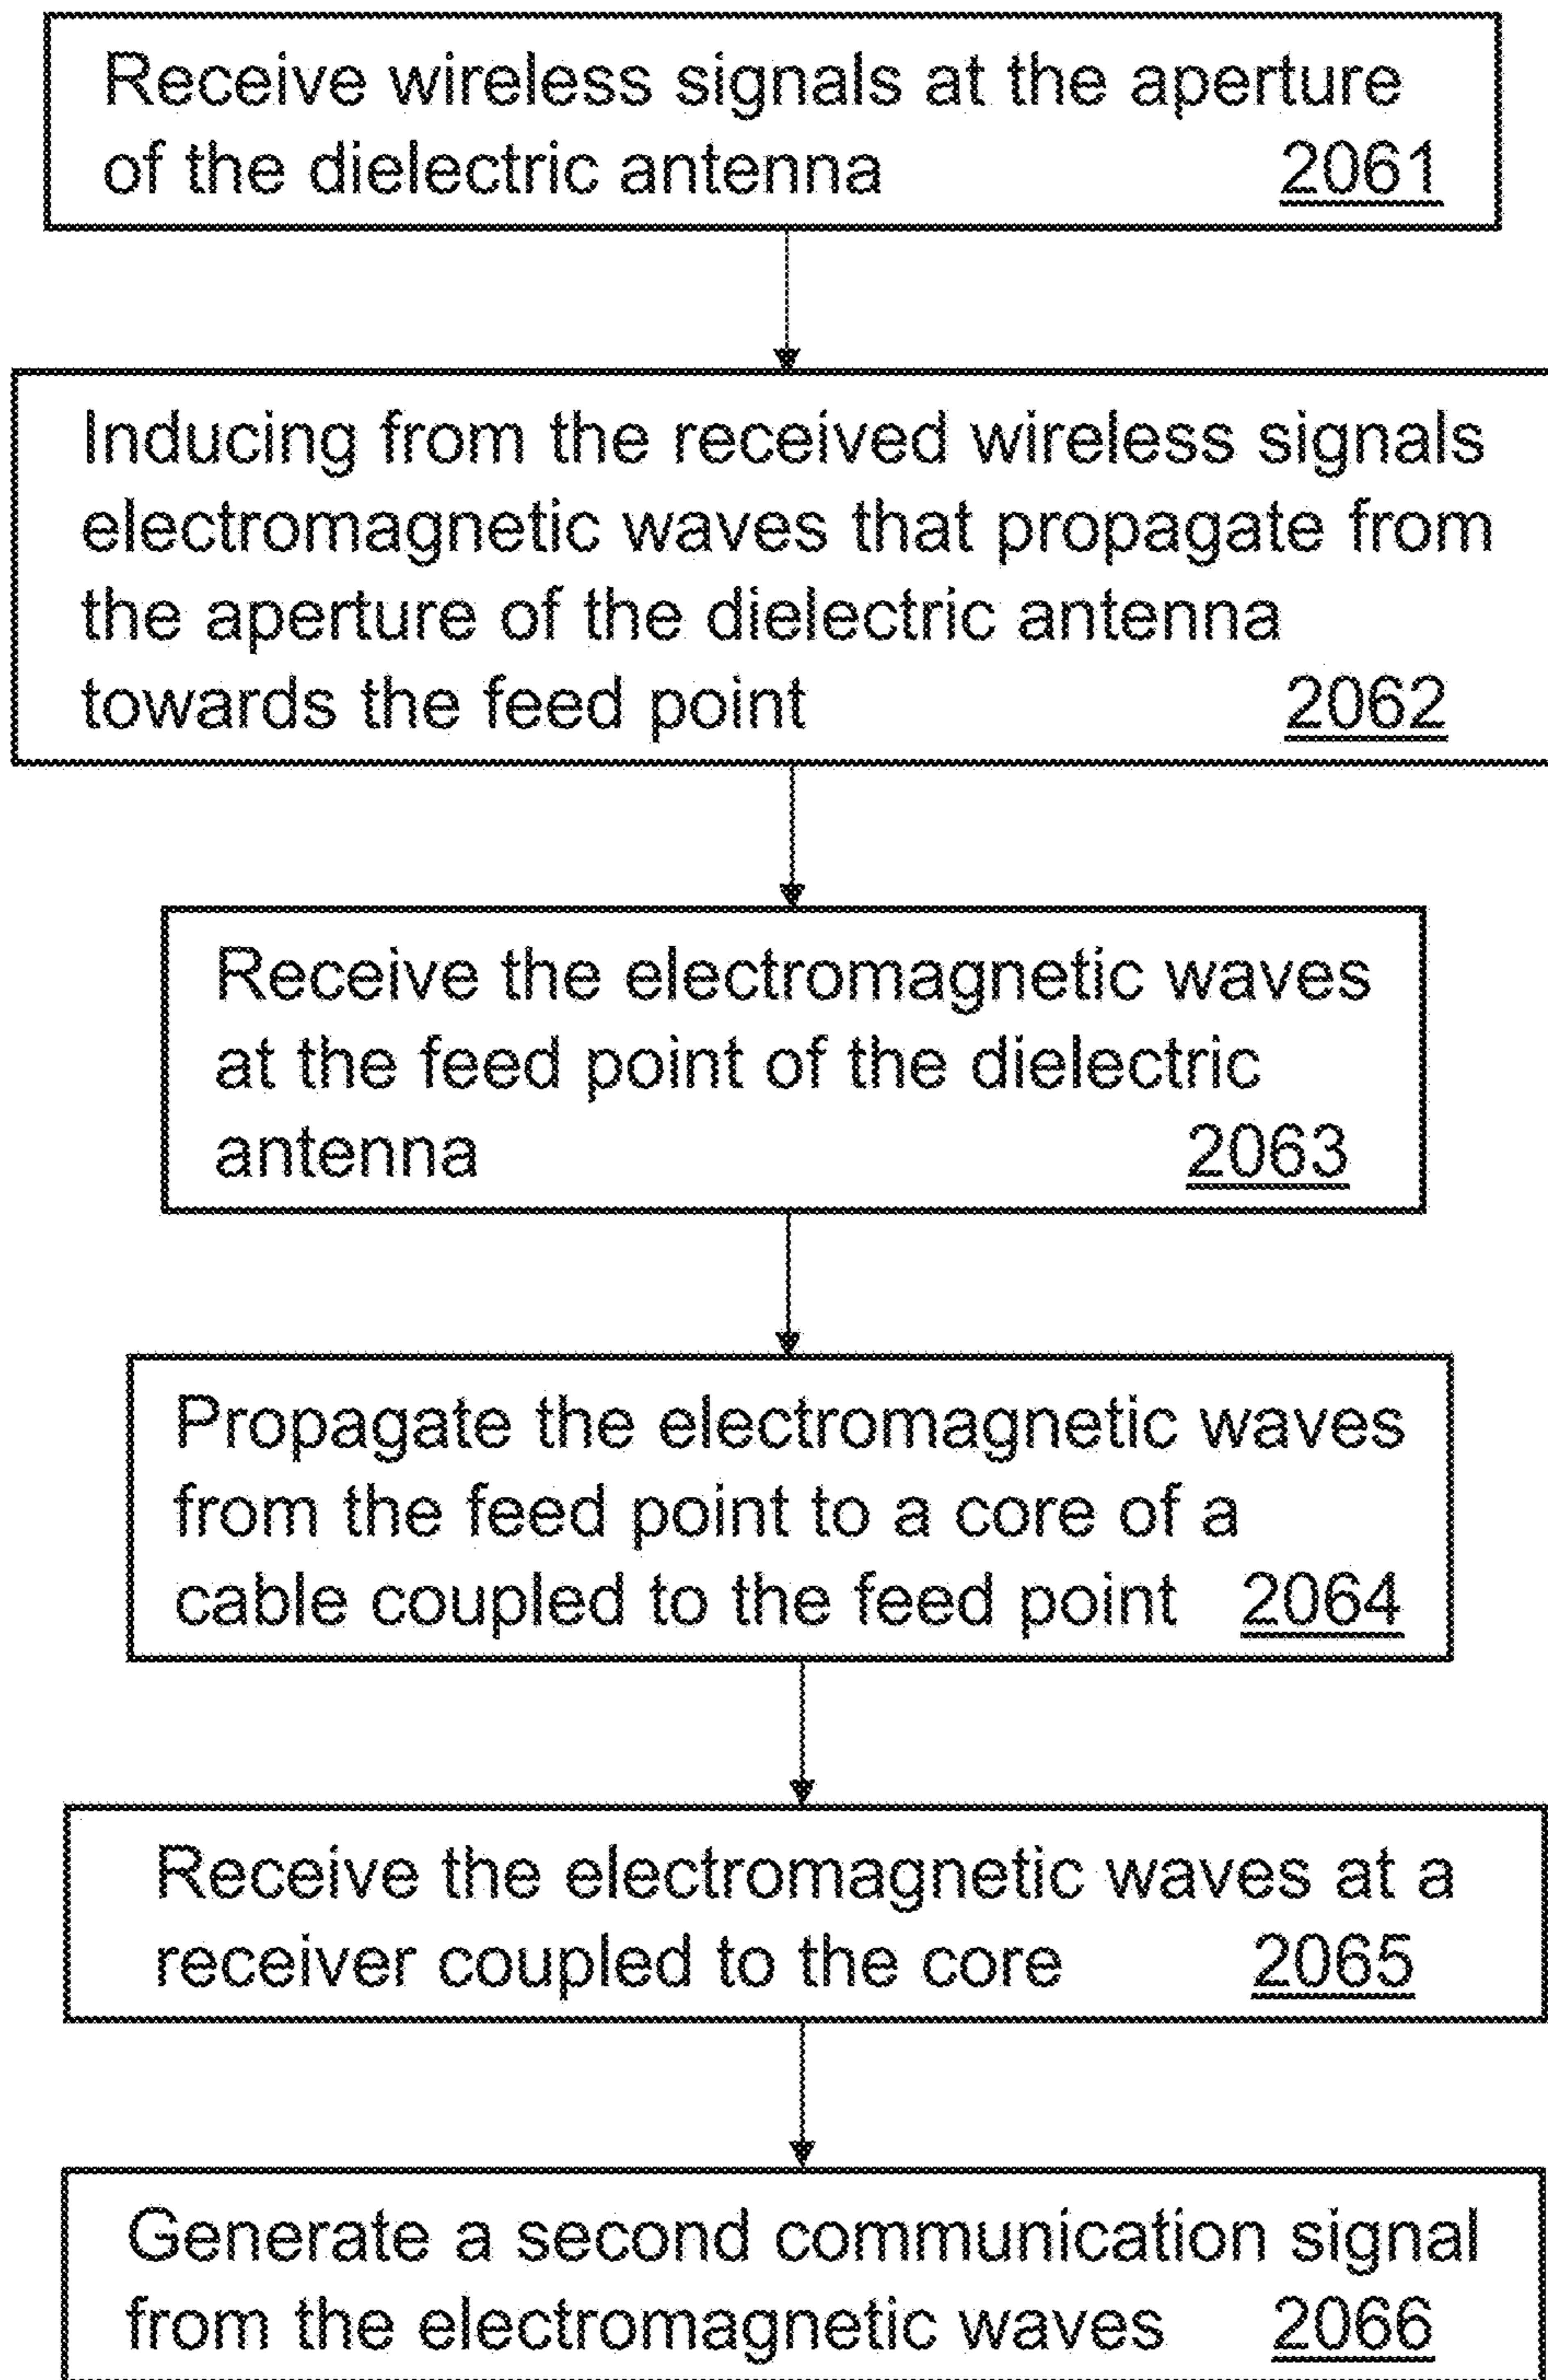 Receive wireless signals at the aperture
of the dielectric antenna 2061
Inducing from the received wireless signals
electromagnetic waves that propagate from
the aperture of the dielectric antenna
towards the feed point 2062
Receive the electromagnetic waves
at the feed point of the dielectric
antenna 2063
Propagate the electromagnetic waves
from the feed point to a core of a
cable coupled to the feed point 2064
Receive the electromagnetic waves at a
receiver coupled to the core 2065
Generate a second communication signal
from the electromagnetic waves 2066